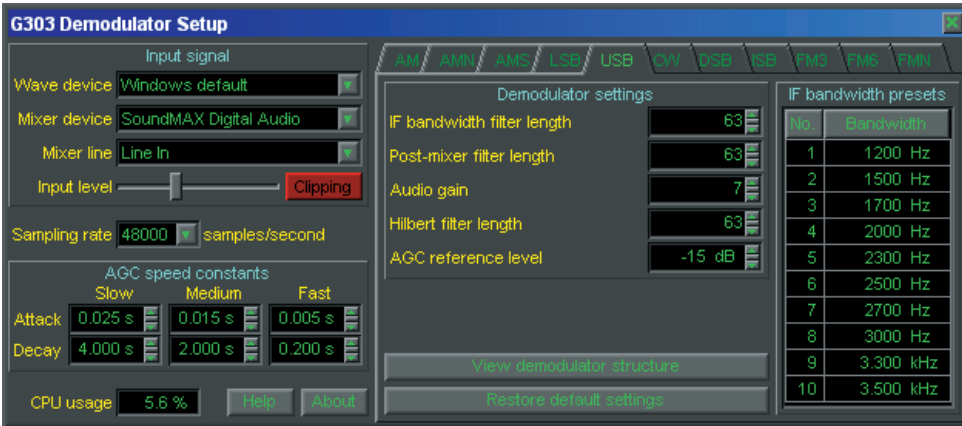 G303 Demodulator Setup
Input signal
Wave device Windows default
Mixer device SoundMAX Digital Audio
Mixer line Line In
Input level Clipping
Sampling rate 48000 samples/second
AGC speed constants
Slow Medium Fast
Attack 0.025 s 0.015 s 0.005 s
Decay 4.000 s 2.000 s 0.200 s
CPU usage 5.6 % Help About
AM AMN AMS LSB USB CW DSB ISB FM3 FM6 FMN
Demodulator settings
IF bandwidth filter length 63
Post-mixer filter length 63
Audio gain 7
Hilbert filter length 63
AGC reference level -15 dB
View demodulator structure
Restore default settings
IF bandwidth presets
No. Bandwidth
1 1200 Hz
2 1500 Hz
3 1700 Hz
4 2000 Hz
5 2300 Hz
6 2500 Hz
7 2700 Hz
8 3000 Hz
9 3.300 kHz
10 3.500 kHz